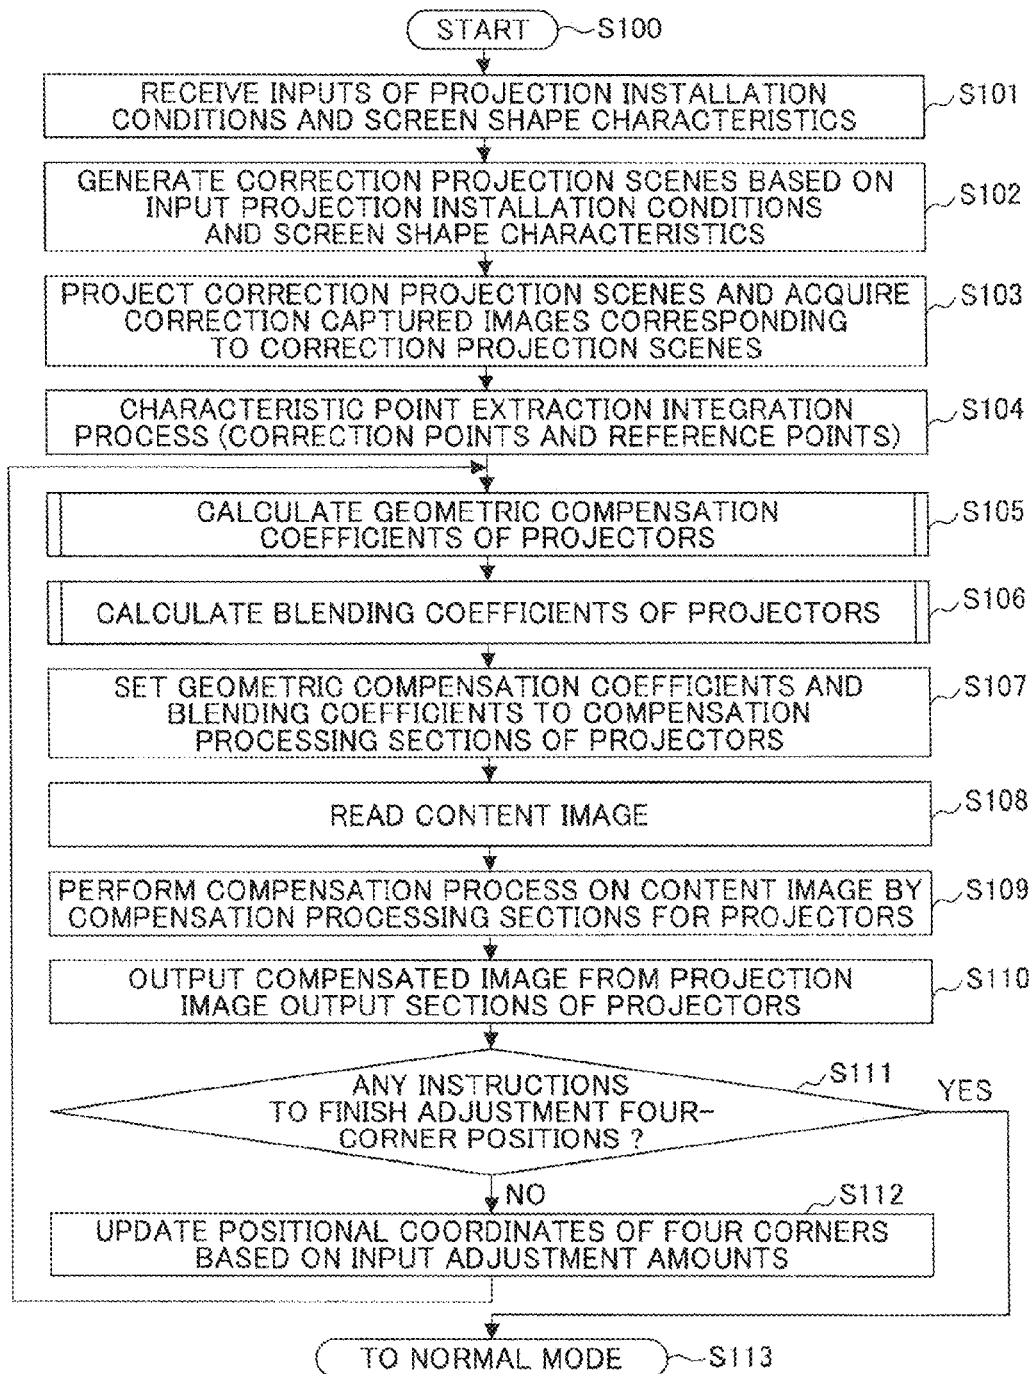 START
S100
RECEIVE INPUTS OF PROJECTION INSTALLATION
CONDITIONS AND SCREEN SHAPE CHARACTERISTICS
S101
GENERATE CORRECTION PROJECTION SCENES BASED ON
INPUT PROJECTION INSTALLATION CONDITIONS
AND SCREEN SHAPE CHARACTERISTICS
S102
PROJECT CORRECTION PROJECTION SCENES AND ACQUIRE
CORRECTION CAPTURED IMAGES CORRESPONDING
TO CORRECTION PROJECTION SCENES
S103
CHARACTERISTIC POINT EXTRACTION INTEGRATION
PROCESS (CORRECTION POINTS AND REFERENCE POINTS)
S104
CALCULATE GEOMETRIC COMPENSATION
COEFFICIENTS OF PROJECTORS
S105
CALCULATE BLENDING COEFFICIENTS OF PROJECTORS
S106
SET GEOMETRIC COMPENSATION COEFFICIENTS AND
BLENDING COEFFICIENTS TO COMPENSATION
PROCESSING SECTIONS OF PROJECTORS
S107
READ CONTENT IMAGE
S108
PERFORM COMPENSATION PROCESS ON CONTENT IMAGE BY
COMPENSATION PROCESSING SECTIONS FOR PROJECTORS
S109
OUTPUT COMPENSATED IMAGE FROM PROJECTION
IMAGE OUTPUT SECTIONS OF PROJECTORS
S110
ANY INSTRUCTIONS
TO FINISH ADJUSTMENT FOUR-
CORNER POSITIONS ?
S111
YES
NO
S112
UPDATE POSITIONAL COORDINATES OF FOUR CORNERS
BASED ON INPUT ADJUSTMENT AMOUNTS
TO NORMAL MODE
S113